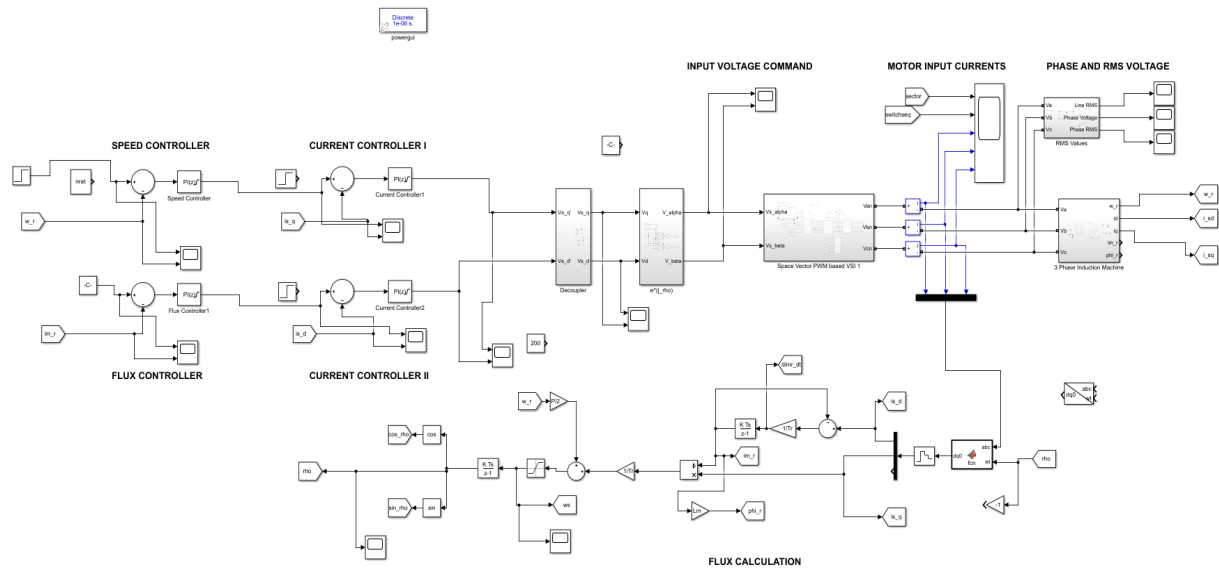 Discrete
1e-06 s.
powergui
INPUT VOLTAGE COMMAND
MOTOR INPUT CURRENTS
PHASE AND RMS VOLTAGE
SPEED CONTROLLER
CURRENT CONTROLLER I
sector
switchseq
Va
Vb
Vc
Line RMS
Phase Voltage
Phase RMS
RMS Values
-C-
nrat
PI(z)
Speed Controller
PI(z)
Current Controller1
w_r
is_q
Vs_q'
Vs_d'
Vs_q
Vs_d
Decoupler
Vq
Vd
V_alpha
V_beta
e^(j_rho)
Vs_alpha
Vs_beta
Van
Vbn
Vcn
Space Vector PWM based VSI 1
Va
Vb
Vc
w_r
id
iq
im_r
phi_r
3 Phase Induction Machine
w_r
i_sd
i_sq
-C-
PI(z)
Flux Controller1
PI(z)
Current Controller2
im_r
is_d
200
FLUX CONTROLLER
CURRENT CONTROLLER II
dimr_dt
abc
wt
dq0
w_r
P/2
K Ts
z-1
1/Tr
is_d
cos_rho
cos
rho
K Ts
z-1
1/Tr
÷
×
im_r
abc
wt
dq0
fcn
rho
sin_rho
sin
ws
Lm
phi_r
is_q
-1
FLUX CALCULATION